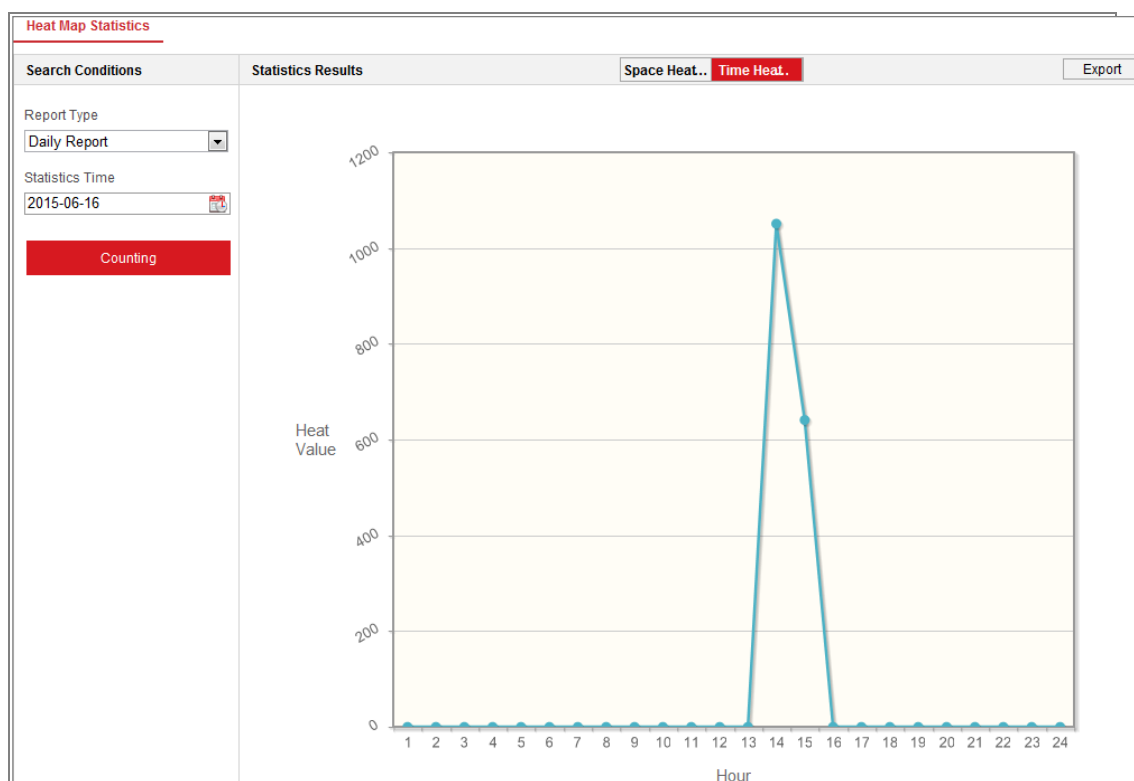 Heat Map Statistics
Search Conditions
Statistics Results
Space Heat...
Time Heat..
Export
Report Type
Daily Report
Statistics Time
2015-06-16
Counting
1200
1000
800
600
400
200
0
Heat
Value
1 2 3 4 5 6 7 8 9 10 11 12 13 14 15 16 17 18 19 20 21 22 23 24
Hour